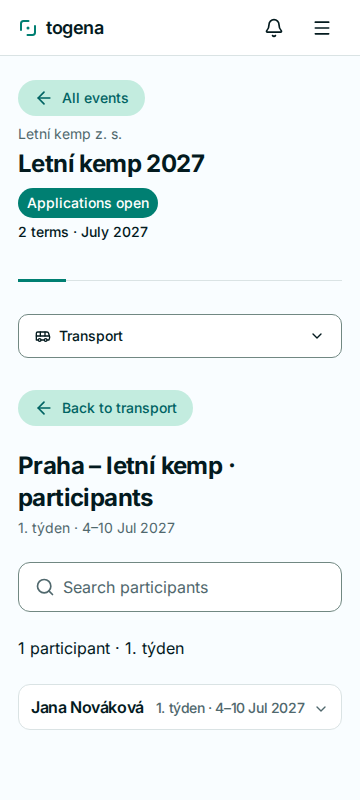 togena
All events
Letní kemp z. s.
Letní kemp 2027
Applications open
2 terms · July 2027
Transport
Back to transport
Praha – letní kemp ·
participants
1. týden · 4–10 Jul 2027
Search participants
1 participant · 1. týden
Jana Nováková 1. týden · 4–10 Jul 2027